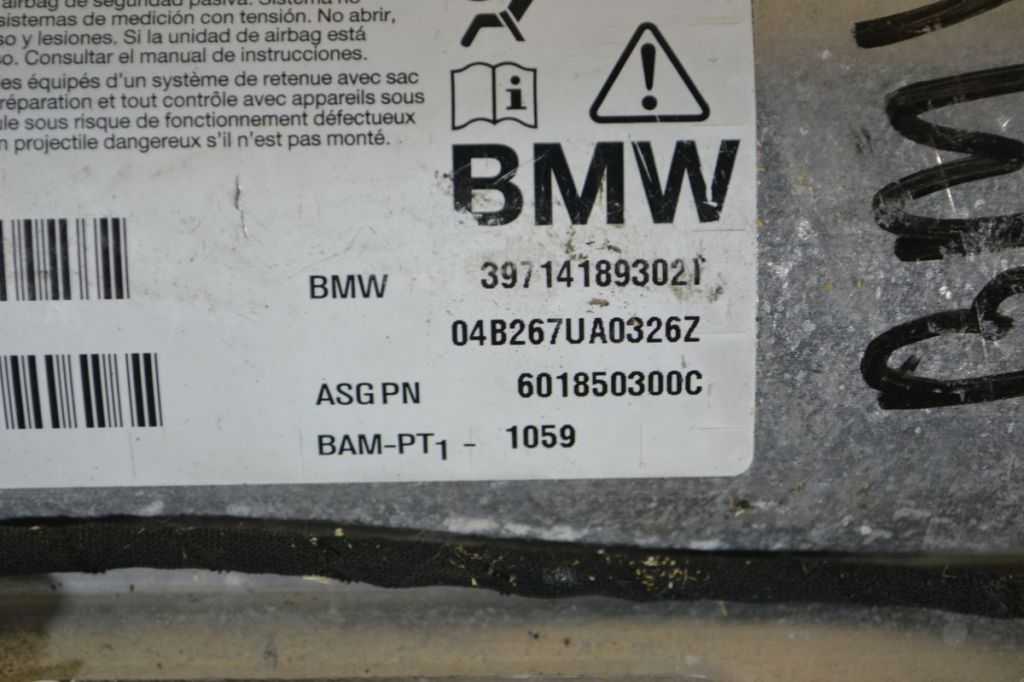 airbag de seguridad pasiva. Sistema no
sistemas de medición con tensión. No abrir,
so y lesiones. Si la unidad de airbag está
so. Consultar el manual de instrucciones.
es équipés d'un système de retenue avec sac
réparation et tout contrôle avec appareils sous
ule sous risque de fonctionnement défectueux
n projectile dangereux s'il n'est pas monté.
i
!
BMW
BMW 397141893021
04B267UA0326Z
ASG PN 601850300C
BAM-PT1 - 1059